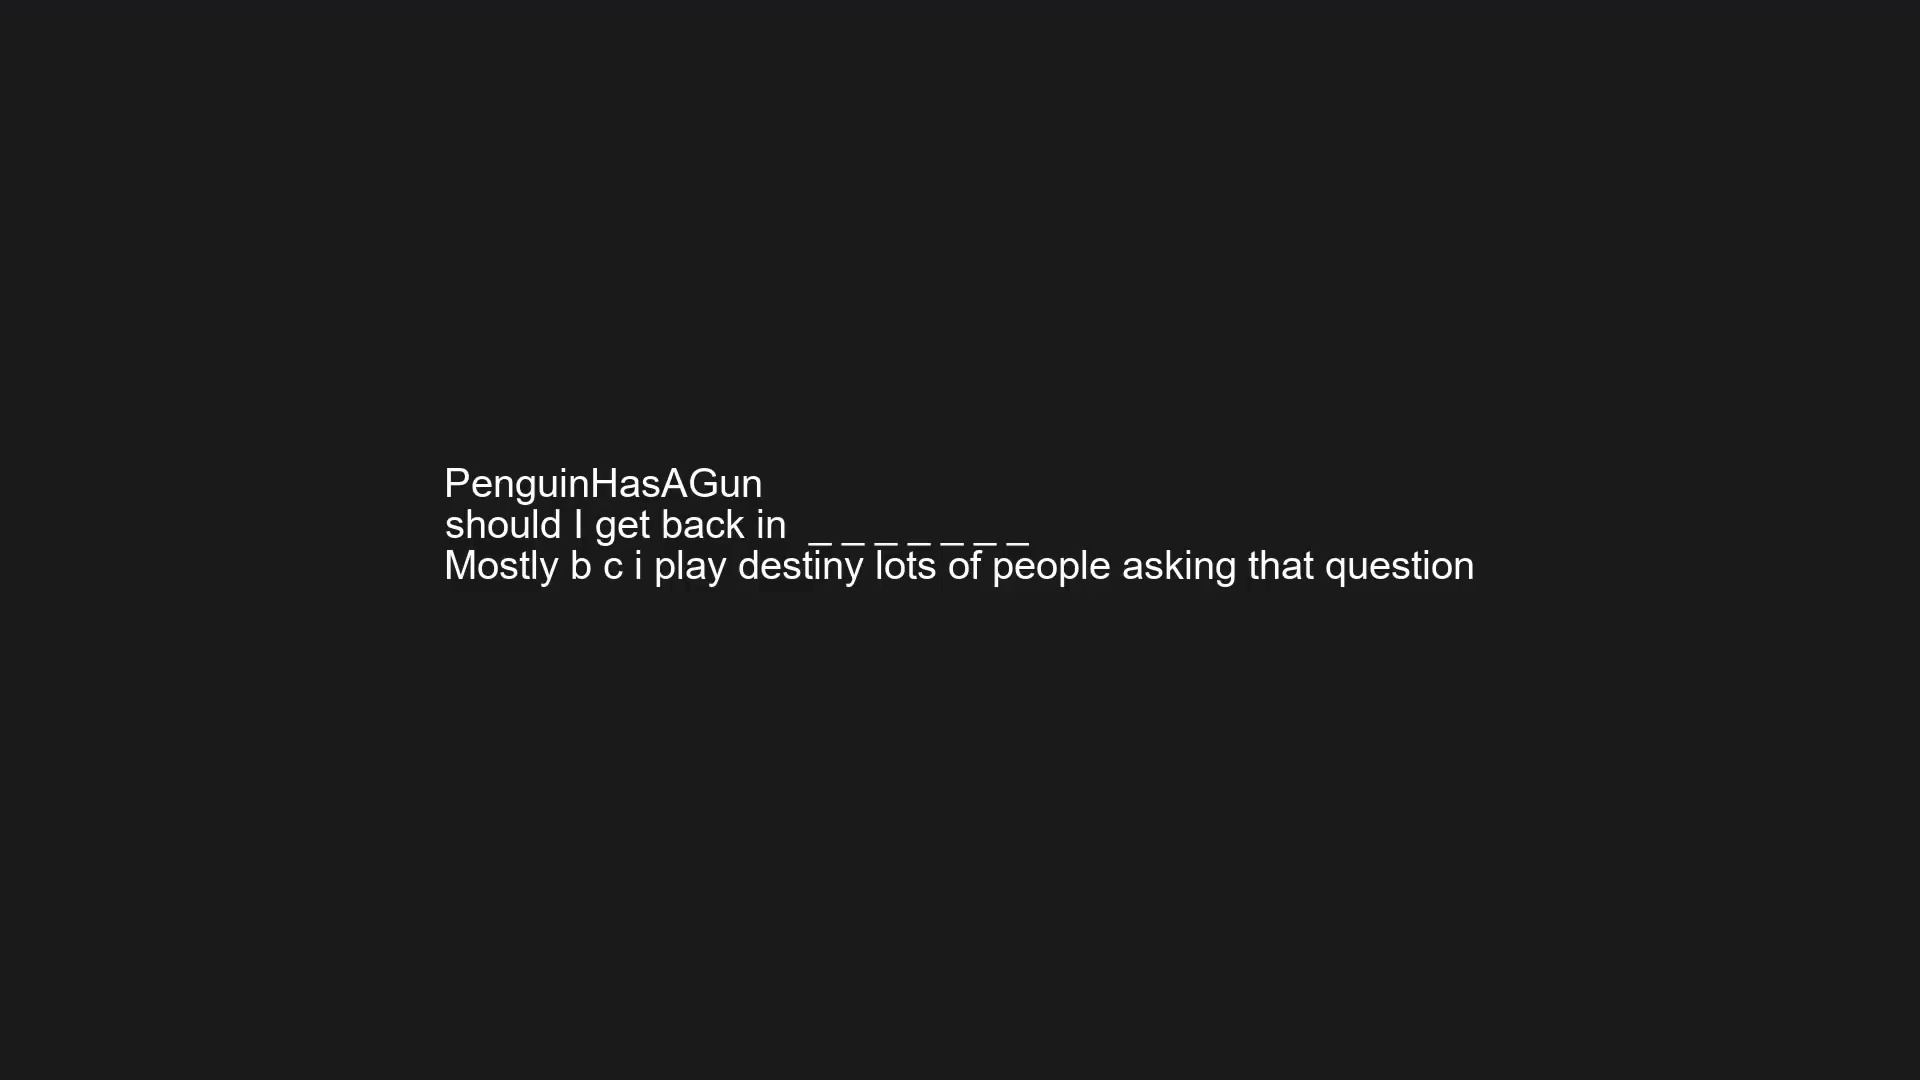 PenguinHasAGun
should I get back in  _ _ _ _ _ _ _
Mostly b c i play destiny lots of people asking that question